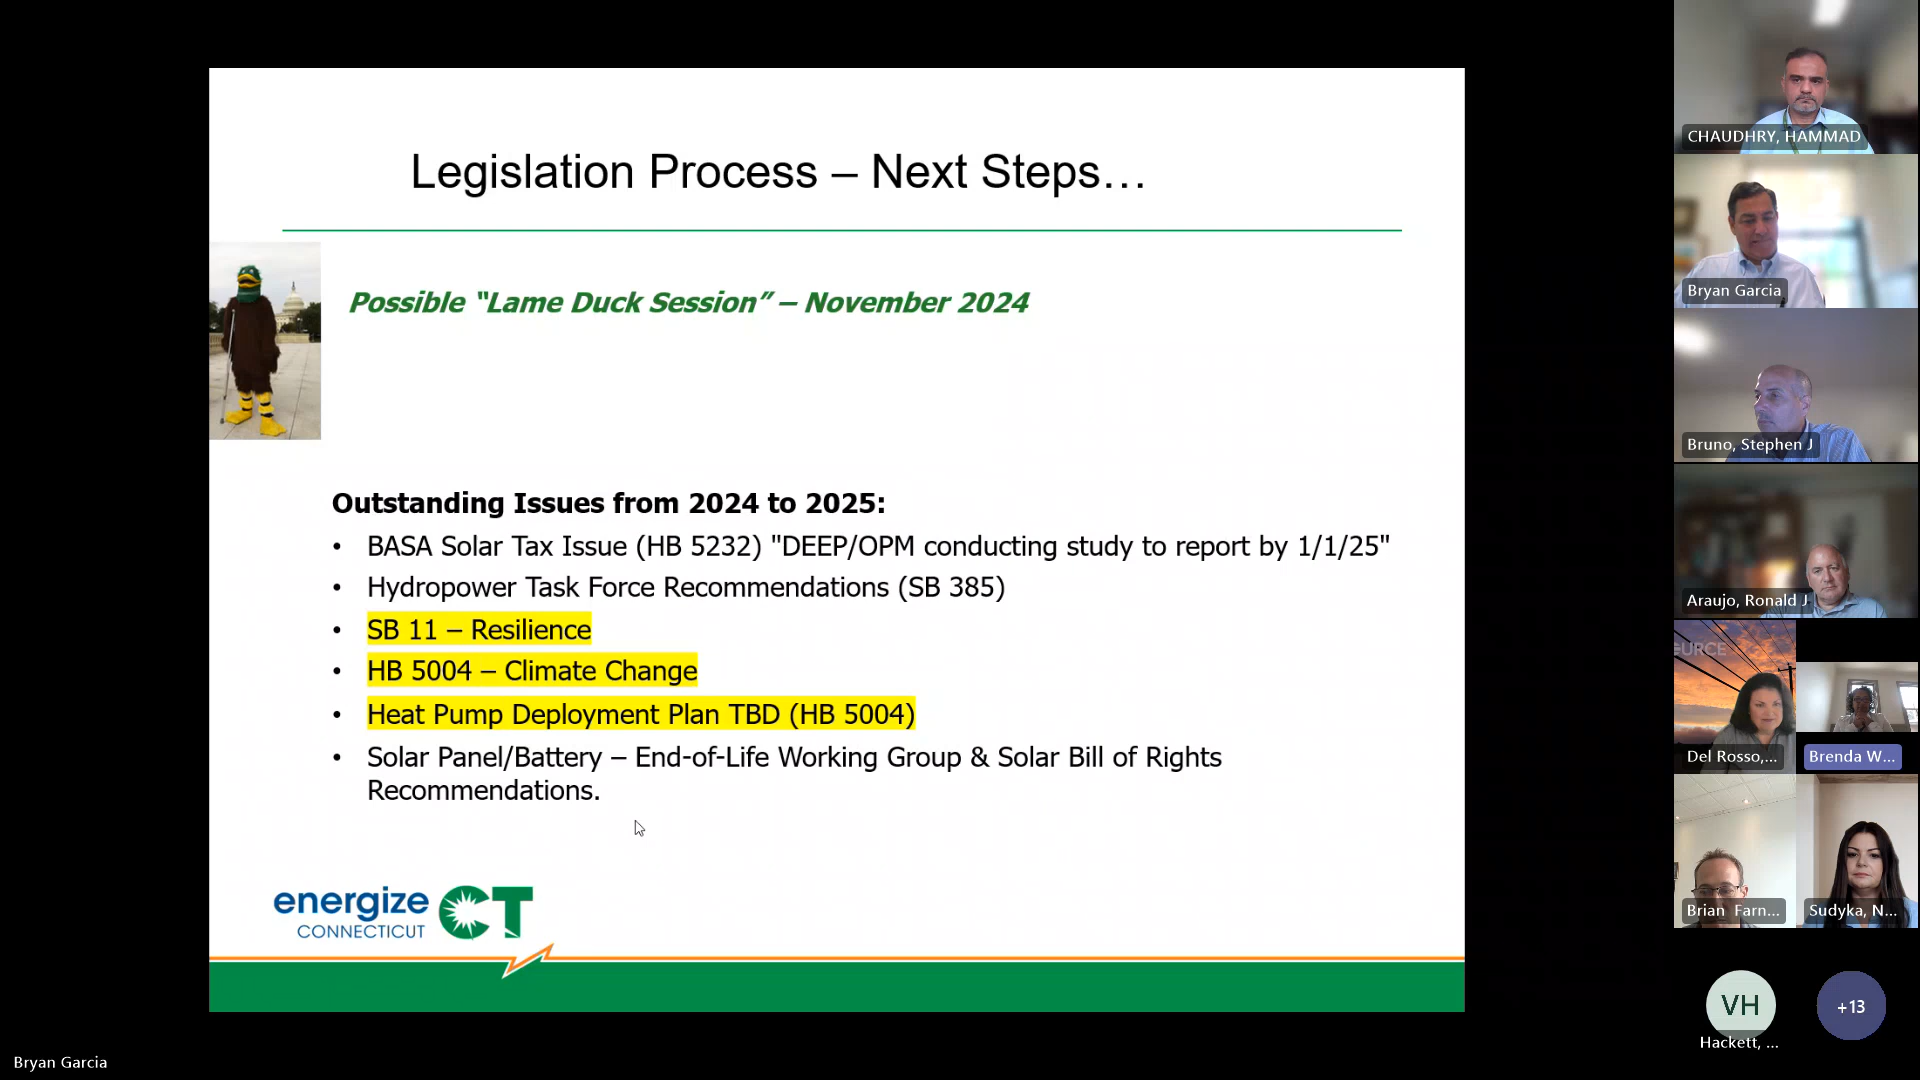 Legislation Process – Next Steps…
Possible “Lame Duck Session” – November 2024
Outstanding Issues from 2024 to 2025:
• BASA Solar Tax Issue (HB 5232) "DEEP/OPM conducting study to report by 1/1/25"
• Hydropower Task Force Recommendations (SB 385)
• SB 11 – Resilience
• HB 5004 – Climate Change
• Heat Pump Deployment Plan TBD (HB 5004)
• Solar Panel/Battery – End-of-Life Working Group & Solar Bill of Rights
Recommendations.
energize CT
CONNECTICUT
CHAUDHRY, HAMMAD
Bryan Garcia
Bruno, Stephen J
Araujo, Ronald J
Del Rosso,...
Brenda W...
Brian Farn...
Sudyka, N...
VH
+13
Hackett, ...
Bryan Garcia